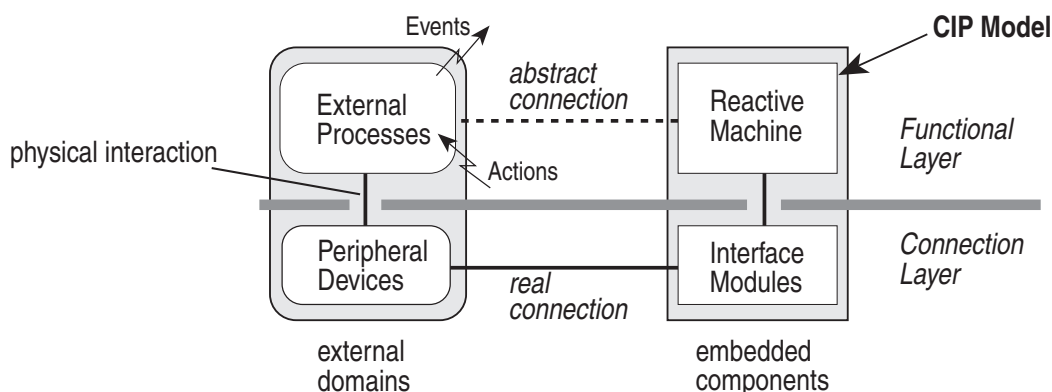 Events
CIP Model
abstract
connection
External
Processes
Reactive
Machine
Functional
Layer
physical interaction
Actions
Peripheral
Devices
Interface
Modules
Connection
Layer
real
connection
external
domains
embedded
components